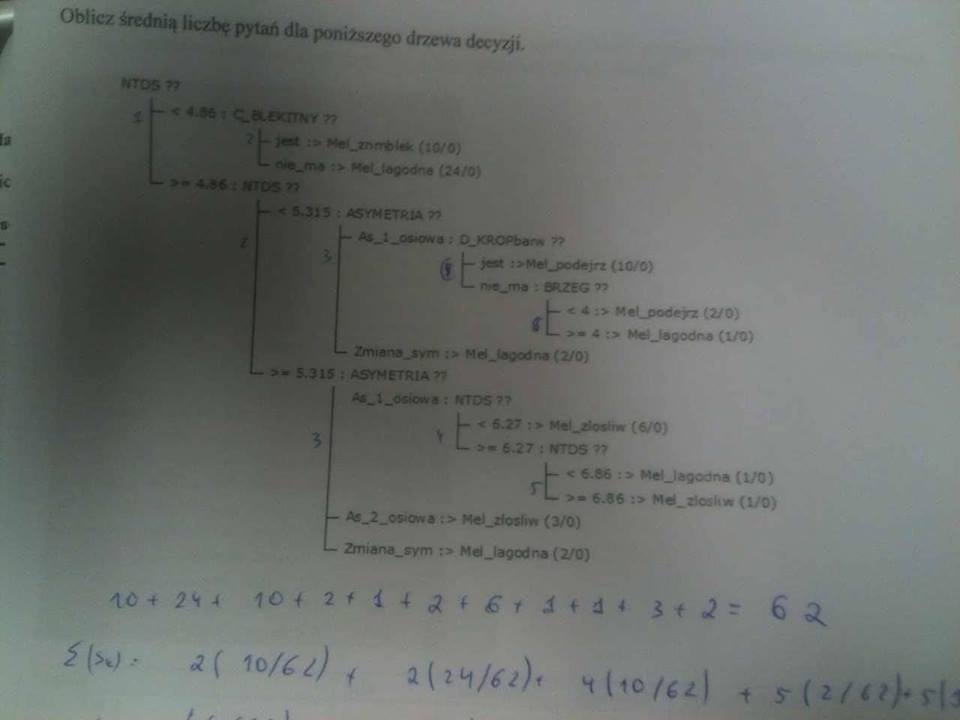 Oblicz średnią liczbę pytań dla poniższego drzewa decyzji.
NTDS ??
1 < 4.86 : C_BLEKITNY ??
2 jest :> Mel_znmblek (10/0)
nie_ma :> Mel_lagodna (24/0)
>= 4.86 : NTDS ??
2 < 5.315 : ASYMETRIA ??
3 As_1_osiowa : D_KROPbarw ??
jest :>Mel_podejrz (10/0)
nie_ma : BRZEG ??
< 4 :> Mel_podejrz (2/0)
>= 4 :> Mel_lagodna (1/0)
Zmiana_sym :> Mel_lagodna (2/0)
>= 5.315 : ASYMETRIA ??
3 As_1_osiowa : NTDS ??
4 < 6.27 :> Mel_zlosliw (6/0)
>= 6.27 : NTDS ??
5 < 6.86 :> Mel_lagodna (1/0)
>= 6.86 :> Mel_zlosliw (1/0)
As_2_osiowa :> Mel_zlosliw (3/0)
Zmiana_sym :> Mel_lagodna (2/0)
10 + 24 + 10 + 2 + 1 + 2 + 6 + 1 + 1 + 3 + 2 = 62
2( 10/62) + 2(24/62)+ 4(10/62) + 5(2/62)+5(1